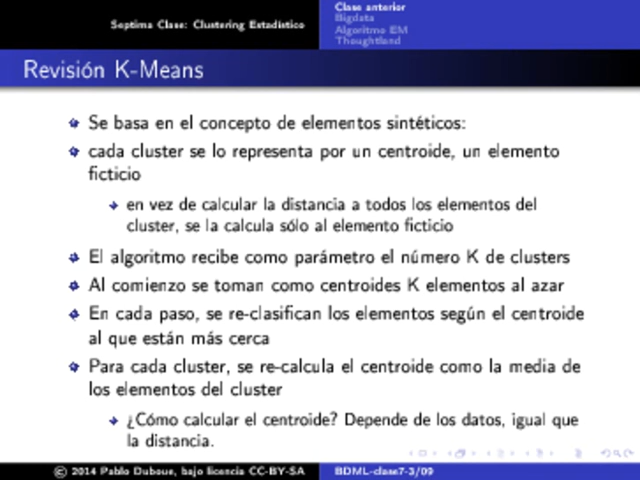 Septima Clase: Clustering Estadístico
Clase anterior
Bigdata
Algoritmo EM
Thoughtland
Revisión K-Means
Se basa en el concepto de elementos sintéticos:
cada cluster se lo representa por un centroide, un elemento
ficticio
en vez de calcular la distancia a todos los elementos del
cluster, se la calcula sólo al elemento ficticio
El algoritmo recibe como parámetro el número K de clusters
Al comienzo se toman como centroides K elementos al azar
En cada paso, se re-clasifican los elementos según el centroide
al que están más cerca
Para cada cluster, se re-calcula el centroide como la media de
los elementos del cluster
¿Cómo calcular el centroide? Depende de los datos, igual que
la distancia.
© 2014 Pablo Duboue, bajo licencia CC-BY-SA
BDML-clase7-3/09